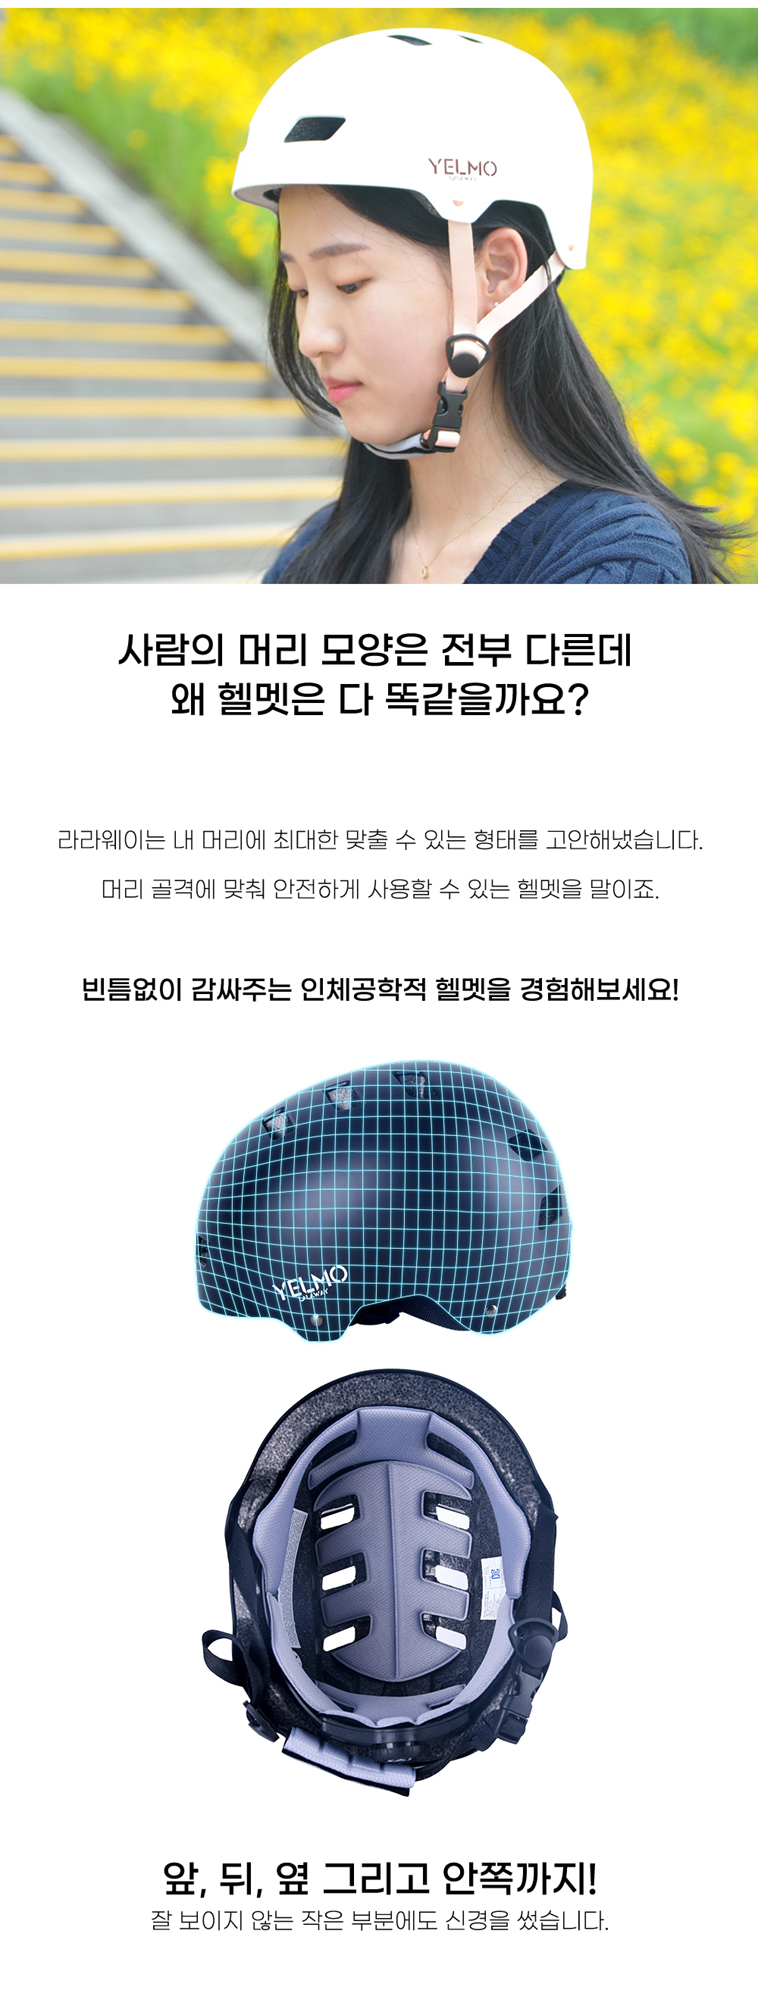 YELMO
사람의 머리 모양은 전부 다른데
왜 헬멧은 다 똑같을까요?
라라웨이는 내 머리에 최대한 맞출 수 있는 형태를 고안해냈습니다.
머리 골격에 맞춰 안전하게 사용할 수 있는 헬멧을 말이죠.
빈틈없이 감싸주는 인체공학적 헬멧을 경험해보세요!
YELMO
LALAWAY
앞, 뒤, 옆 그리고 안쪽까지!
잘 보이지 않는 작은 부분에도 신경을 썼습니다.